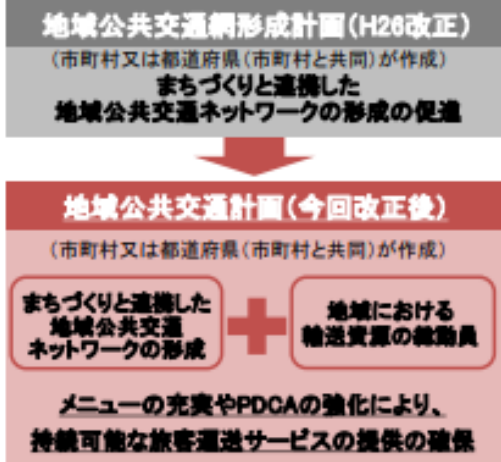 地域公共交通網形成計画(H26改正)
(市町村又は都道府県(市町村と共同)が作成)
まちづくりと連携した
地域公共交通ネットワークの形成の促進
地域公共交通計画(今回改正後)
(市町村又は都道府県(市町村と共同)が作成)
まちづくりと連携した
地域公共交通
ネットワークの形成
地域における
輸送資源の総動員
メニューの充実やPDCAの強化により、
持続可能な旅客運送サービスの提供の確保